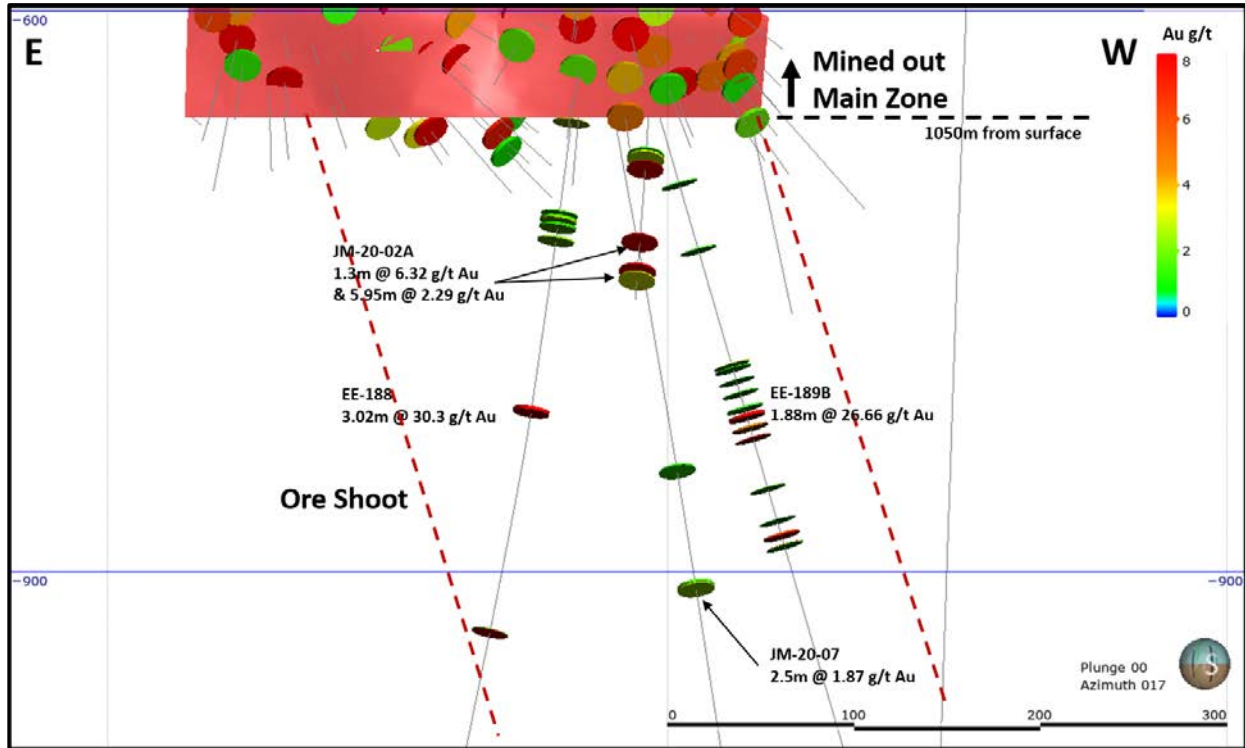 −600
E
W
Au g/t
8
6
4
2
0
Mined out
Main Zone
1050m from surface
JM-20-02A
1.3m @ 6.32 g/t Au
& 5.95m @ 2.29 g/t Au
EE-188
3.02m @ 30.3 g/t Au
EE-189B
1.88m @ 26.66 g/t Au
Ore Shoot
−900
−900
JM-20-07
2.5m @ 1.87 g/t Au
Plunge 00
Azimuth 017
S
0
100
200
300